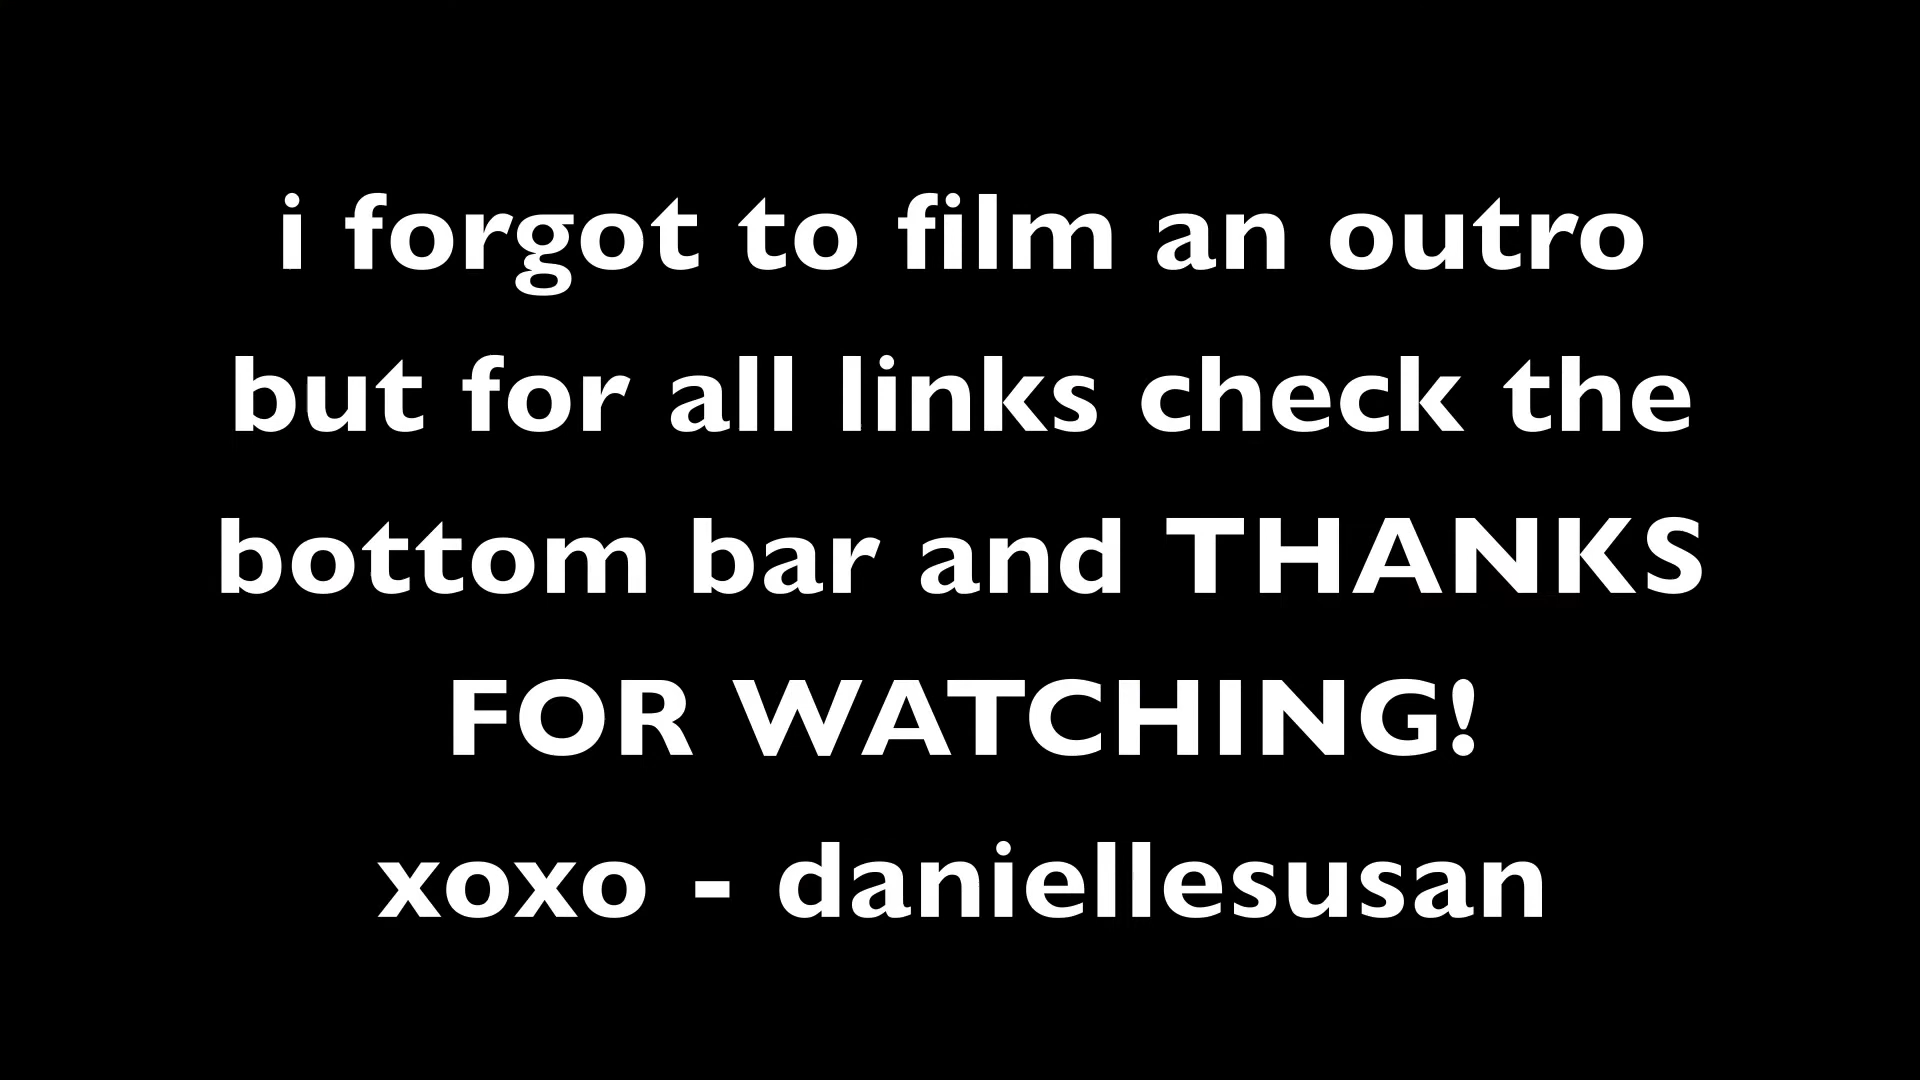 i forgot to film an outro
but for all links check the
bottom bar and THANKS
FOR WATCHING!
xoxo - daniellesusan